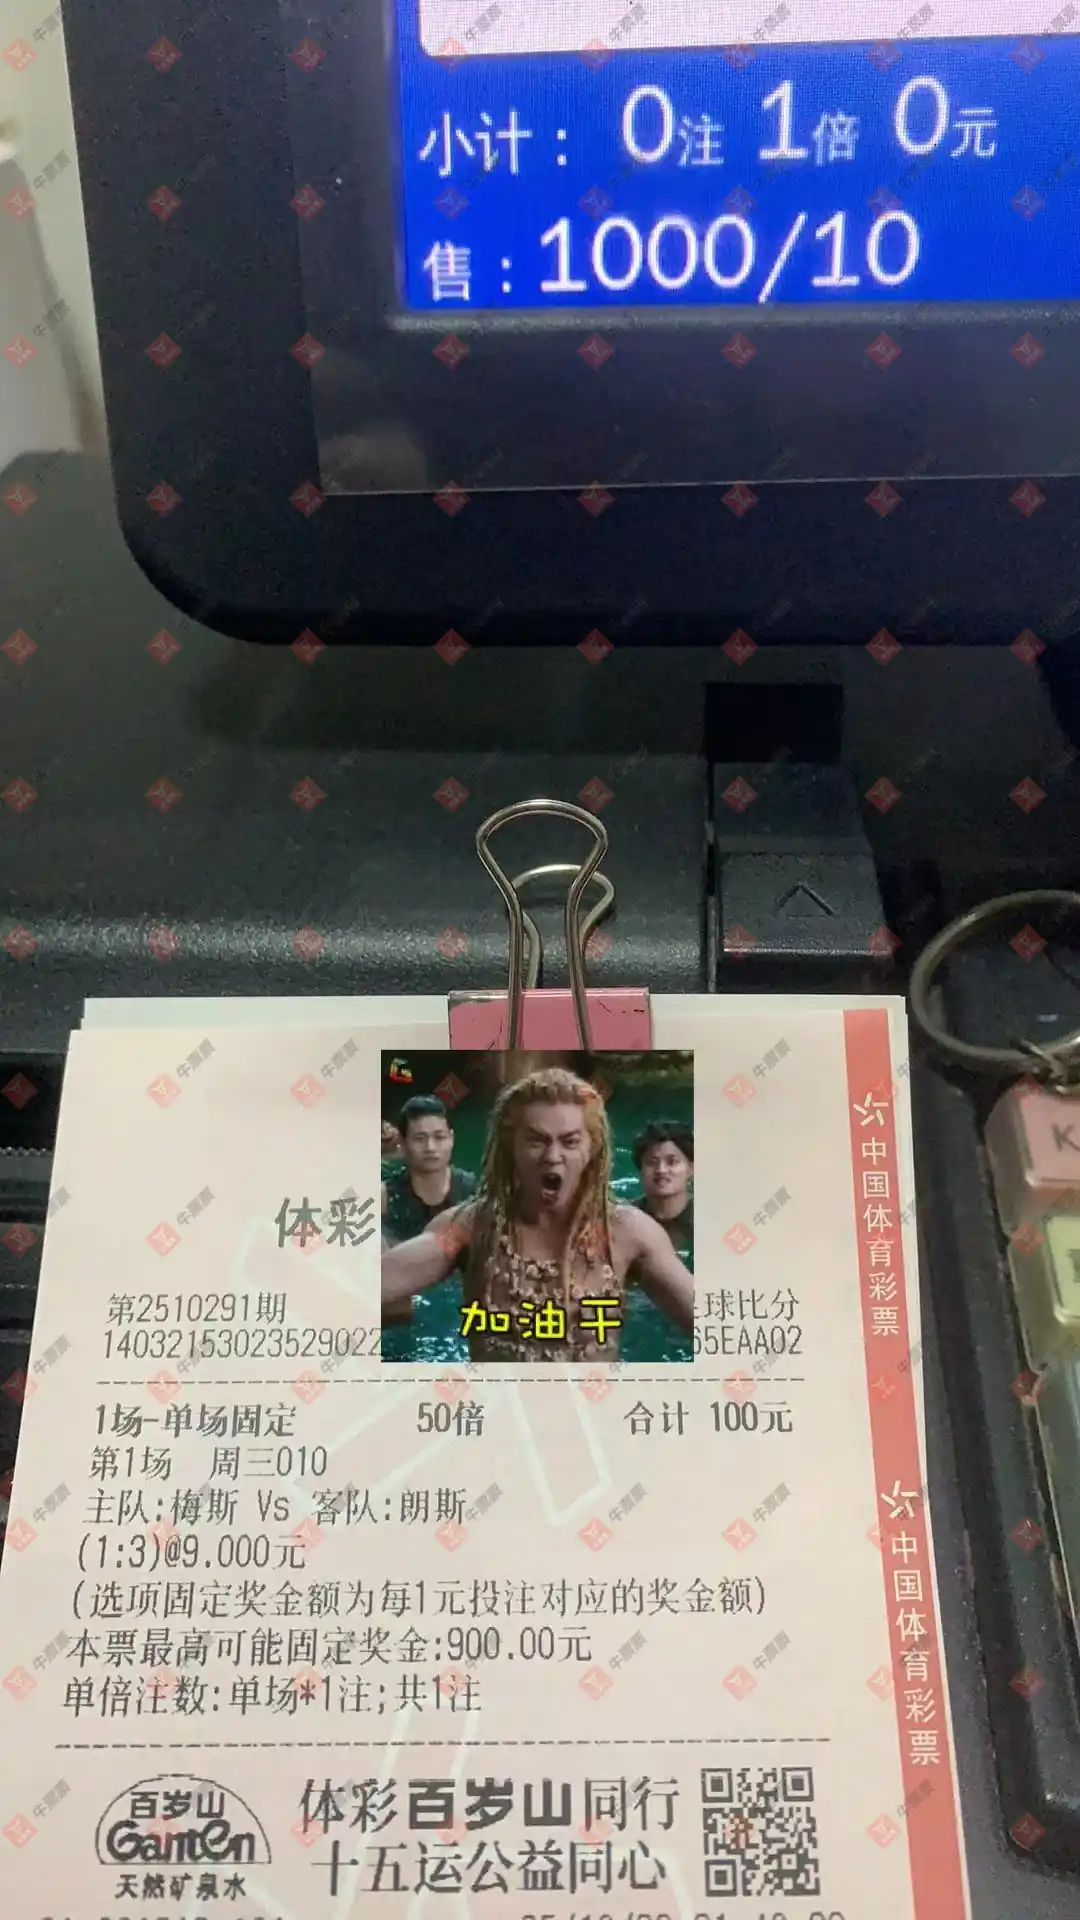 小计： 0注 1倍 0元
售：1000/10
体彩
第2510291期
球比分
14032153023529022
65EAA02
1场-单场固定 50倍 合计 100元
第1场 周三010
主队:梅斯 Vs 客队:朗斯
(1:3)@9.000元
(选项固定奖金额为每1元投注对应的奖金额)
本票最高可能固定奖金:900.00元
单倍注数:单场*1注;共1注
百岁山
Ganten
天然矿泉水
体彩百岁山同行
十五运公益同心
中国体育彩票
中国体育彩票
加油干
K
牛票票